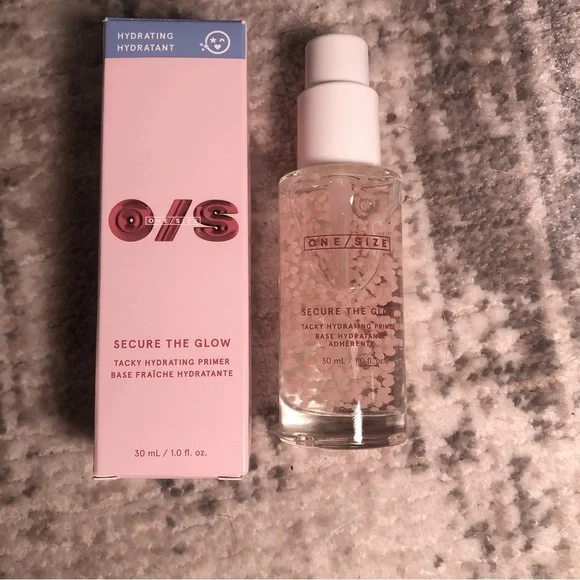 HYDRATING
HYDRATANT
O/S
ONE/SIZE
SECURE THE GLOW
TACKY HYDRATING PRIMER
BASE FRAÎCHE HYDRATANTE
30 mL / 1.0 fl. oz.
ONE/SIZE
SECURE THE GLOW
TACKY HYDRATING PRIMER
BASE HYDRATANTE
ADHÉRENTE
30 mL / 1.0 fl. oz.